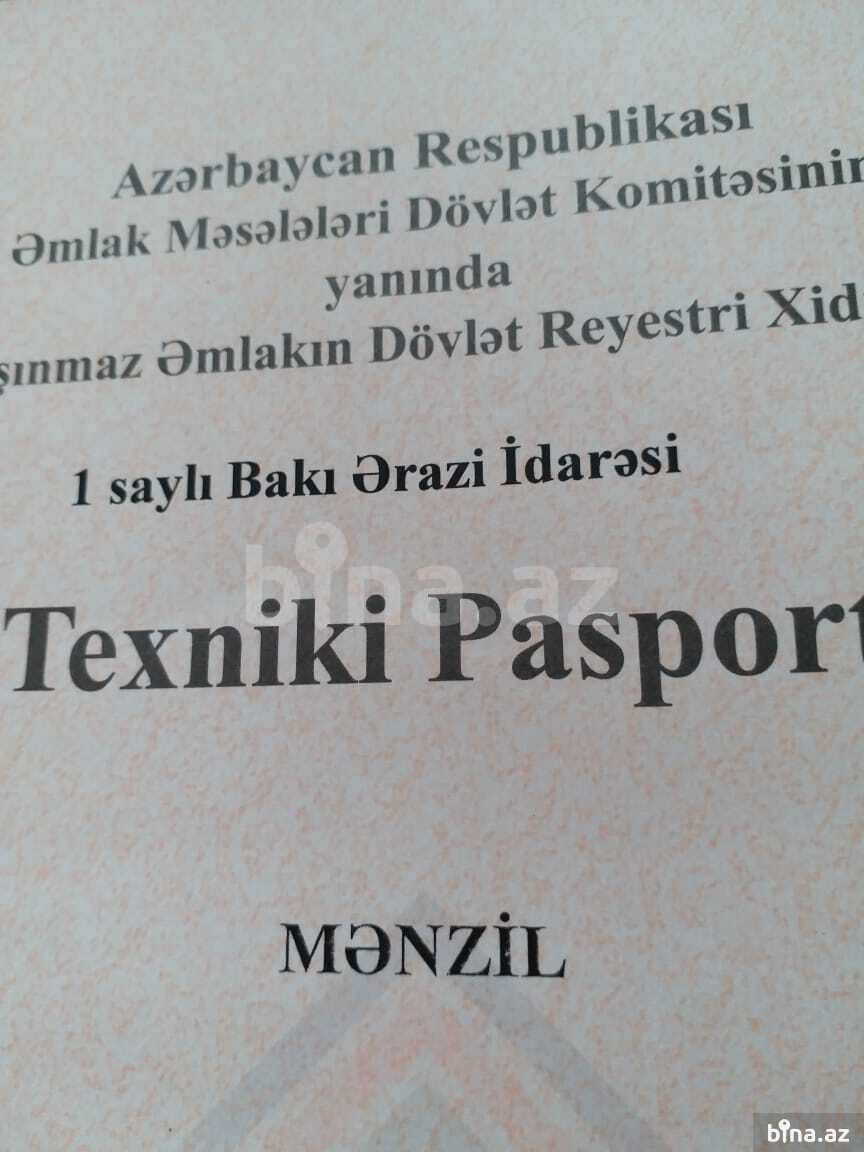 Azərbaycan Respublikası
Əmlak Məsələləri Dövlət Komitəsinin
yanında
şınmaz Əmlakın Dövlət Reyestri Xid
1 saylı Bakı Ərazi İdarəsi
bina.az
Texniki Pasport
MƏNZİL
bina.az